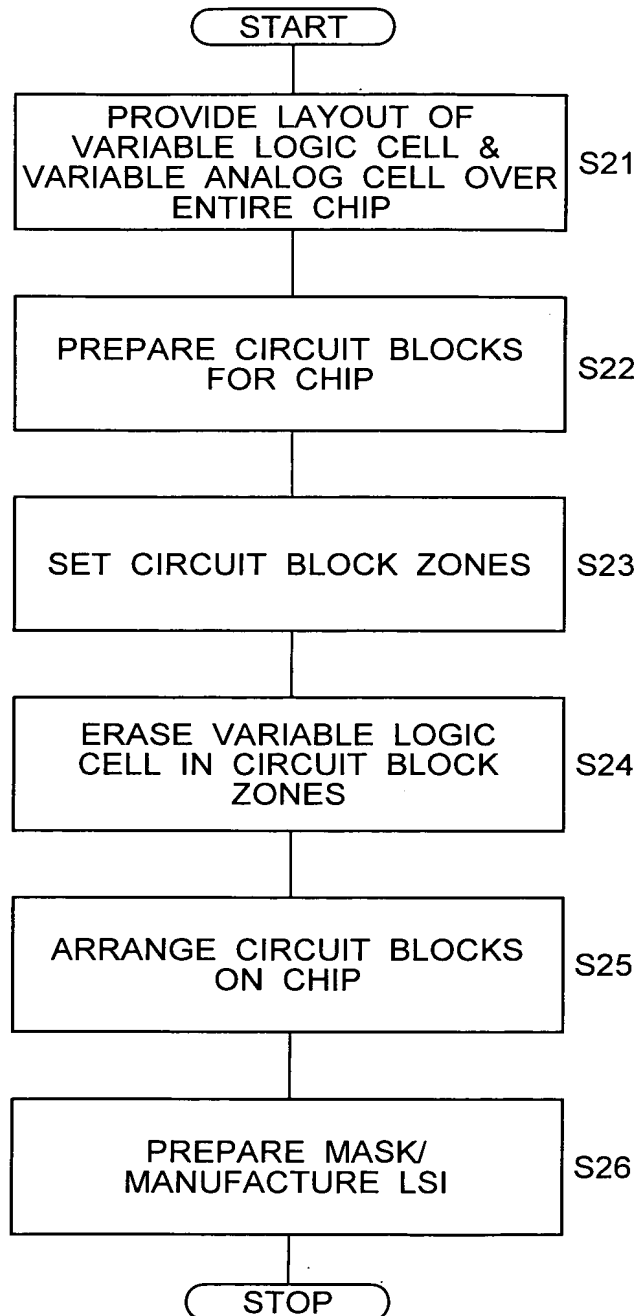 START
PROVIDE LAYOUT OF
VARIABLE LOGIC CELL &
VARIABLE ANALOG CELL OVER
ENTIRE CHIP
S21
PREPARE CIRCUIT BLOCKS
FOR CHIP
S22
SET CIRCUIT BLOCK ZONES
S23
ERASE VARIABLE LOGIC
CELL IN CIRCUIT BLOCK
ZONES
S24
ARRANGE CIRCUIT BLOCKS
ON CHIP
S25
PREPARE MASK/
MANUFACTURE LSI
S26
STOP